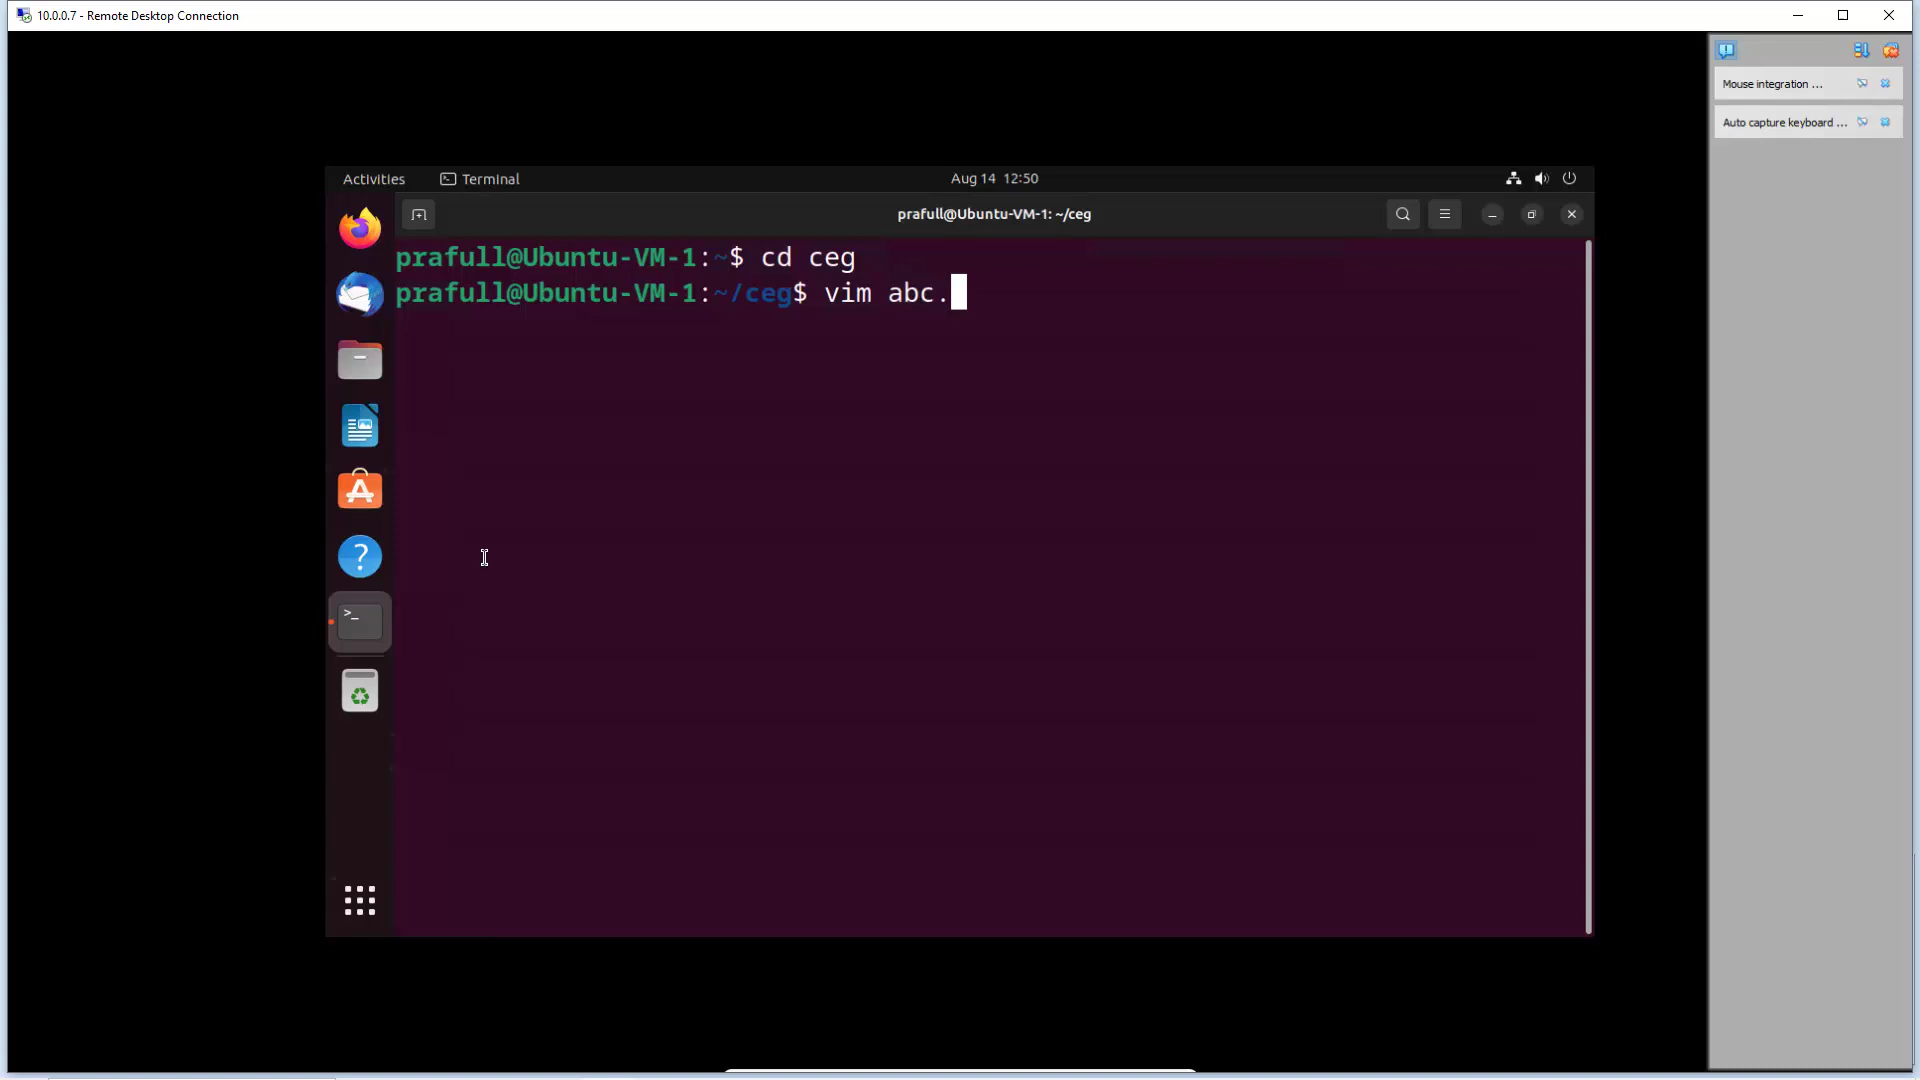 10.0.0.7 - Remote Desktop Connection
Mouse integration ...
Auto capture keyboard ...
Activities
Terminal
Aug 14 12:50
prafull@Ubuntu-VM-1: ~/ceg
prafull@Ubuntu-VM-1:~$ cd ceg
prafull@Ubuntu-VM-1:~/ceg$ vim abc.